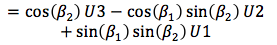 = cos(β₂) U3 − cos(β₁) sin(β₂) U2
+ sin(β₁) sin(β₂) U1